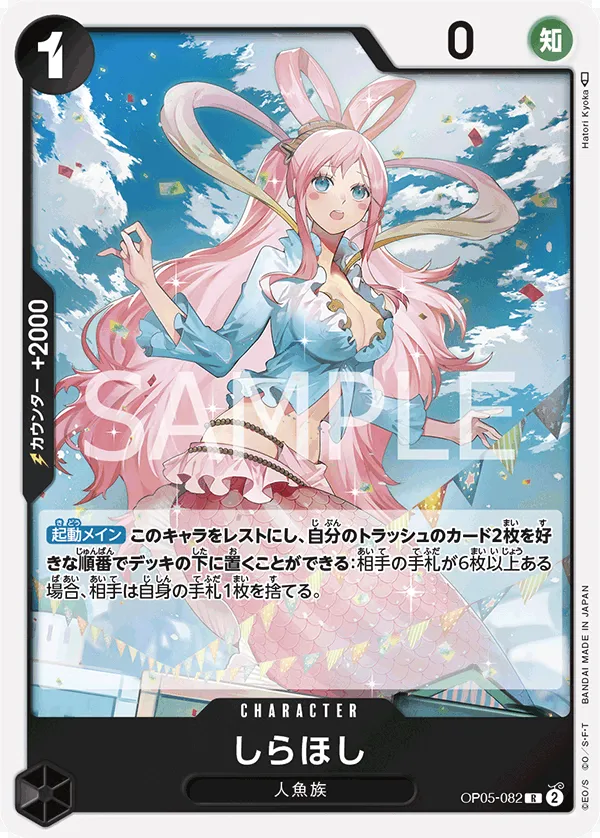 1
0
知
Hatori Kyoka
カウンター +2000
SAMPLE
起動メイン このキャラをレストにし、自分のトラッシュのカード2枚を好
きな順番でデッキの下に置くことができる：相手の手札が6枚以上ある
場合、相手は自身の手札1枚を捨てる。
CHARACTER
しらほし
人魚族
OP05-082 R 2
©E.O/S ©O／S・F・T BANDAI MADE IN JAPAN